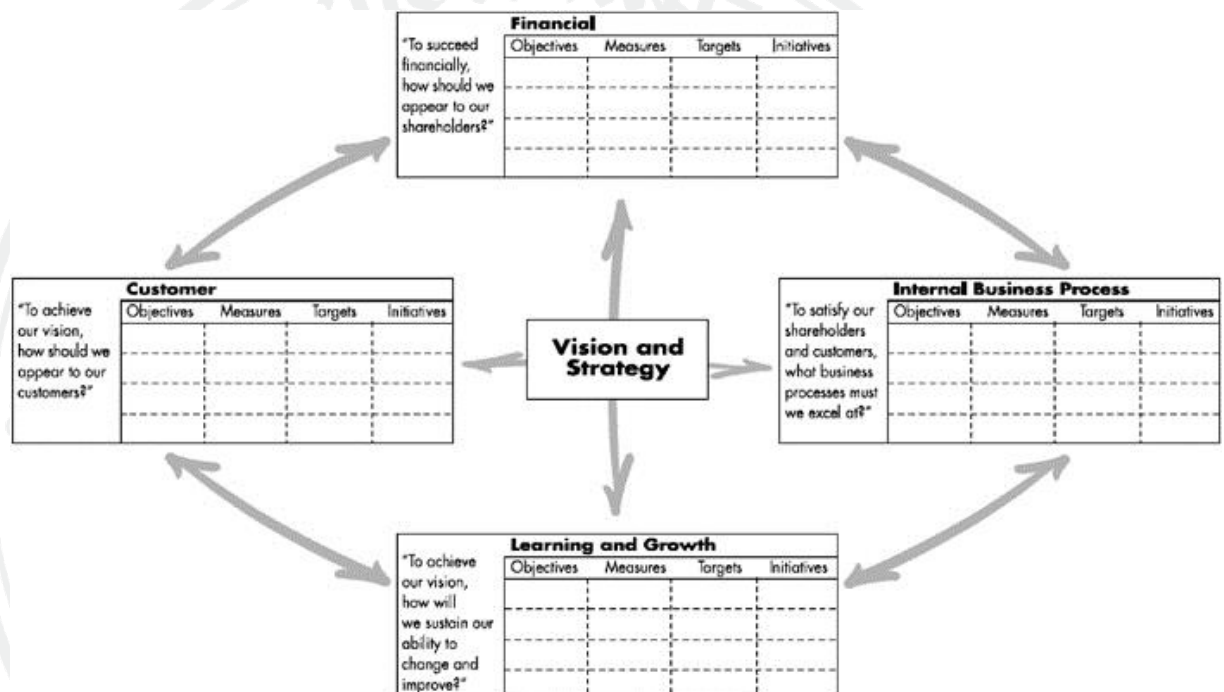 Financial
"To succeed
financially,
how should we
appear to our
shareholders?"
Objectives Measures Targets Initiatives
Customer
"To achieve
our vision,
how should we
appear to our
customers?"
Objectives Measures Targets Initiatives
Vision and
Strategy
Internal Business Process
"To satisfy our
shareholders
and customers,
what business
processes must
we excel at?"
Objectives Measures Targets Initiatives
Learning and Growth
"To achieve
our vision,
how will
we sustain our
ability to
change and
improve?"
Objectives Measures Targets Initiatives